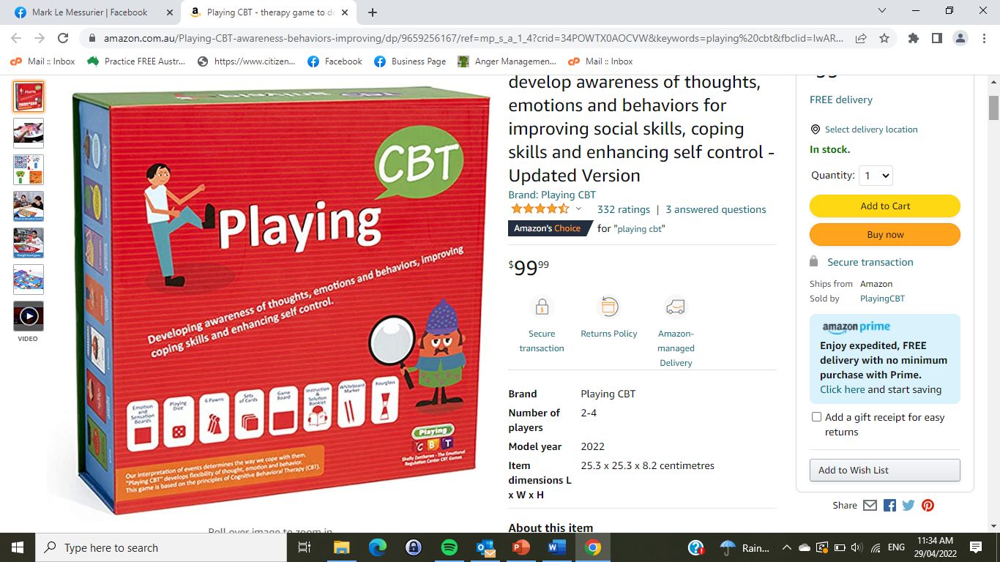 Mark Le Messurier | Facebook
Playing CBT - therapy game to de
amazon.com.au/Playing-CBT-awareness-behaviors-improving/dp/9659256167/ref=mp_s_a_1_4?crid=34POWTX0AOCVW&keywords=playing%20cbt&fbclid=IwAR...
Mail :: Inbox
Practice FREE Austr...
https://www.citizen...
Facebook
Business Page
Anger Managemen...
Mail :: Inbox
VIDEO
CBT
Playing
Developing awareness of thoughts, emotions and behaviors, improving
coping skills and enhancing self control.
Emotion
and
Sensation
Boards
Playing
Dice
6 Pawns
Sets
of Cards
Game
Board
Instruction
&
Solution
Booklet
Whiteboard
Marker
hourglass
Playing
C B T
Shelly Zantkeren - The Emotional
Regulation Center CBT Games
Our interpretation of events determines the way we cope with them.
"Playing CBT" develops flexibility of thought, emotion and behavior.
This game is based on the principles of Cognitive Behavioral Therapy (CBT).
Roll over image to zoom in
develop awareness of thoughts,
emotions and behaviors for
improving social skills, coping
skills and enhancing self control -
Updated Version
Brand: Playing CBT
332 ratings | 3 answered questions
Amazon's Choice for "playing cbt"
$99.99
Secure
transaction
Returns Policy
Amazon-
managed
Delivery
Brand Playing CBT
Number of
players 2-4
Model year 2022
Item
dimensions L
x W x H 25.3 x 25.3 x 8.2 centimetres
About this item
FREE delivery
Select delivery location
In stock.
Quantity: 1
Add to Cart
Buy now
Secure transaction
Ships from Amazon
Sold by PlayingCBT
amazon prime
Enjoy expedited, FREE
delivery with no minimum
purchase with Prime.
Click here and start saving
Add a gift receipt for easy
returns
Add to Wish List
Share
Type here to search
Rain...
ENG
11:34 AM
29/04/2022